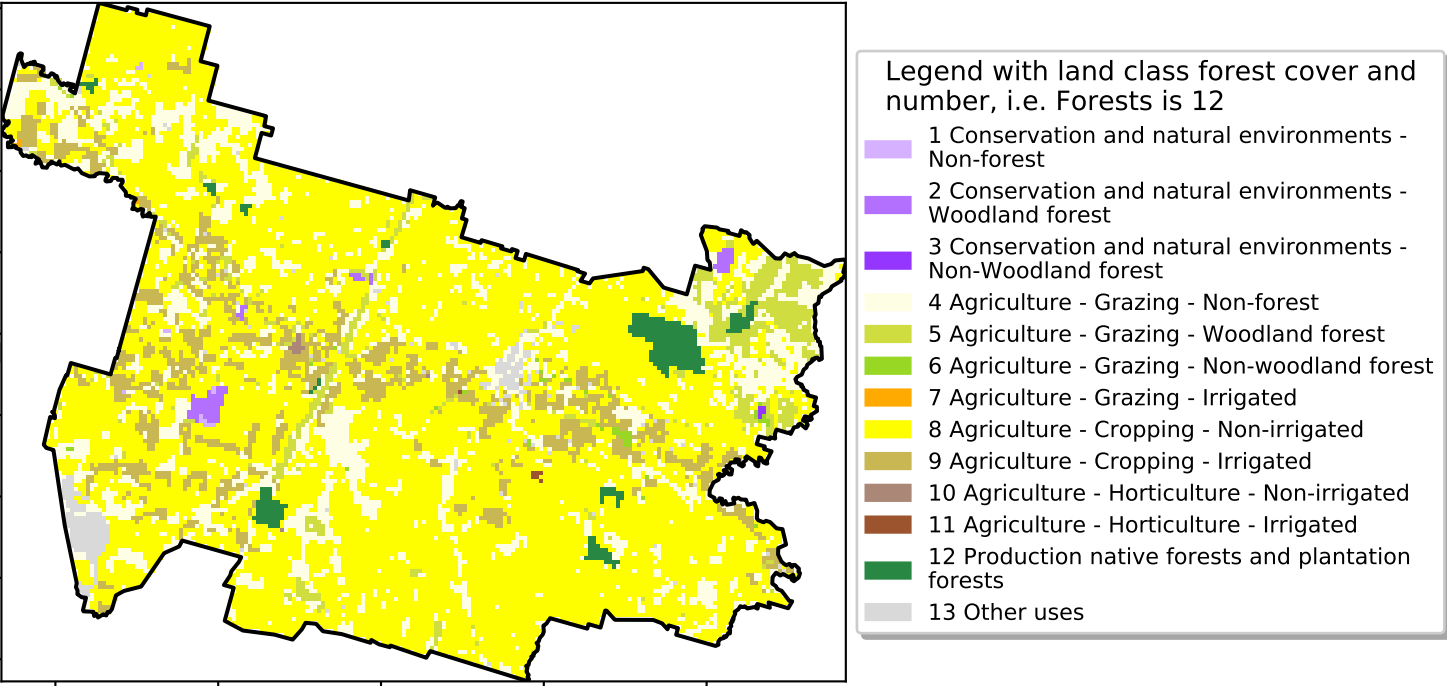 Legend with land class forest cover and
number, i.e. Forests is 12
1 Conservation and natural environments -
Non-forest
2 Conservation and natural environments -
Woodland forest
3 Conservation and natural environments -
Non-Woodland forest
4 Agriculture - Grazing - Non-forest
5 Agriculture - Grazing - Woodland forest
6 Agriculture - Grazing - Non-woodland forest
7 Agriculture - Grazing - Irrigated
8 Agriculture - Cropping - Non-irrigated
9 Agriculture - Cropping - Irrigated
10 Agriculture - Horticulture - Non-irrigated
11 Agriculture - Horticulture - Irrigated
12 Production native forests and plantation
forests
13 Other uses